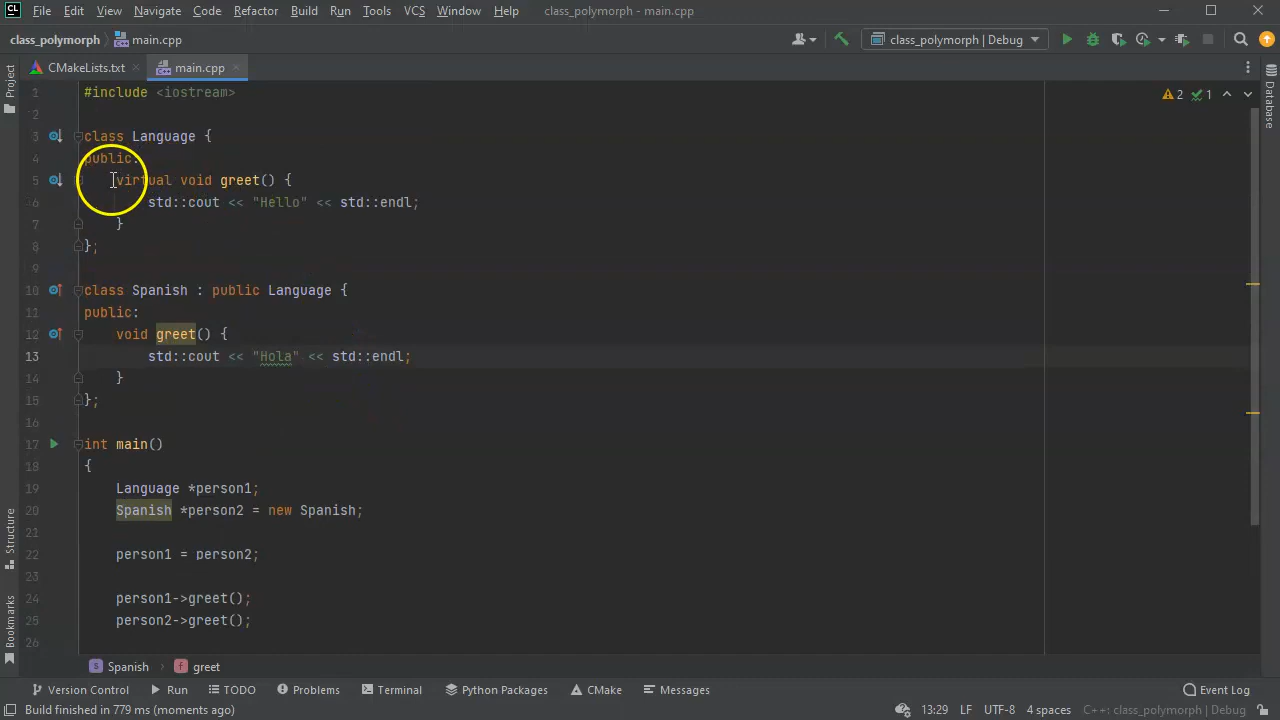 CL File Edit View Navigate Code Refactor Build Run Tools VCS Window Help class_polymorph - main.cpp
class_polymorph main.cpp class_polymorph | Debug
Project CMakeLists.txt main.cpp Database
1 #include <iostream> 2 1
2
3 class Language {
4 public:
5 virtual void greet() {
6 std::cout << "Hello" << std::endl;
7 }
8 };
9
10 class Spanish : public Language {
11 public:
12 void greet() {
13 std::cout << "Hola" << std::endl;
14 }
15 };
16
17 int main()
18 {
19 Language *person1;
20 Spanish *person2 = new Spanish;
21
22 person1 = person2;
23
24 person1->greet();
25 person2->greet();
26
Structure
Bookmarks
S Spanish f greet
Version Control Run TODO Problems Terminal Python Packages CMake Messages Event Log
Build finished in 779 ms (moments ago) 13:29 LF UTF-8 4 spaces C++: class_polymorph | Debug